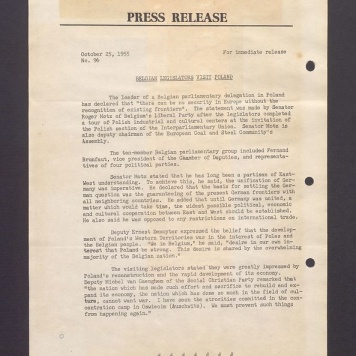 PRESS RELEASE
October 25, 1955
For immediate release
No. 96
BELGIAN LEGISLATORS VISIT POLAND
The leader of a Belgian parliamentary delegation in Poland
has declared that "there can be no security in Europe without the
recognition of existing frontiers". The statement was made by Senator
Roger Motz of Belgium's Liberal Party after the legislators completed
a tour of Polish industrial and cultural centers at the invitation of
the Polish section of the Interparliamentary Union. Senator Motz is
also deputy chairman of the European Coal and Steel Community's
Assembly.
The ten-member Belgian parliamentary group included Fernand
Brunfaut, vice president of the Chamber of Deputies, and representa-
tives of four political parties.
Senator Motz stated that he has long been a partisan of East-
West understanding. To achieve this, he said, the unification of Ger-
many was imperative. He declared that the basis for settling the Ger-
man question was the guaranteeing of the present German frontiers with
all neighboring countries. He added that until Germany was united, a
matter which would take time, the widest possible political, economic
and cultural cooperation between East and West should be established.
He also said he was opposed to any restrictions on international trade.
Deputy Ernest Demuyter expressed the belief that the develop-
ment of Poland's Western Territories was in the interest of Poles and
the Belgian people. "We in Belgium," he said, "desire in our own in-
terest that Poland be strong. This desire is shared by the overwhelming
majority of the Belgian nation."
The visiting legislators stated they were greatly impressed by
Poland's reconstruction and the rapid development of its economy.
Deputy Michel van of the Social Christian Party remarked that
"the nation which has made such effort and sacrifice to rebuild and ex-
pand its economy, the nation which has done so much in the field of cul-
ture, cannot want war. I have seen the atrocities committed in the con-
centration camp in Oswiecim (Auschwitz). We must prevent such things
from happening again."